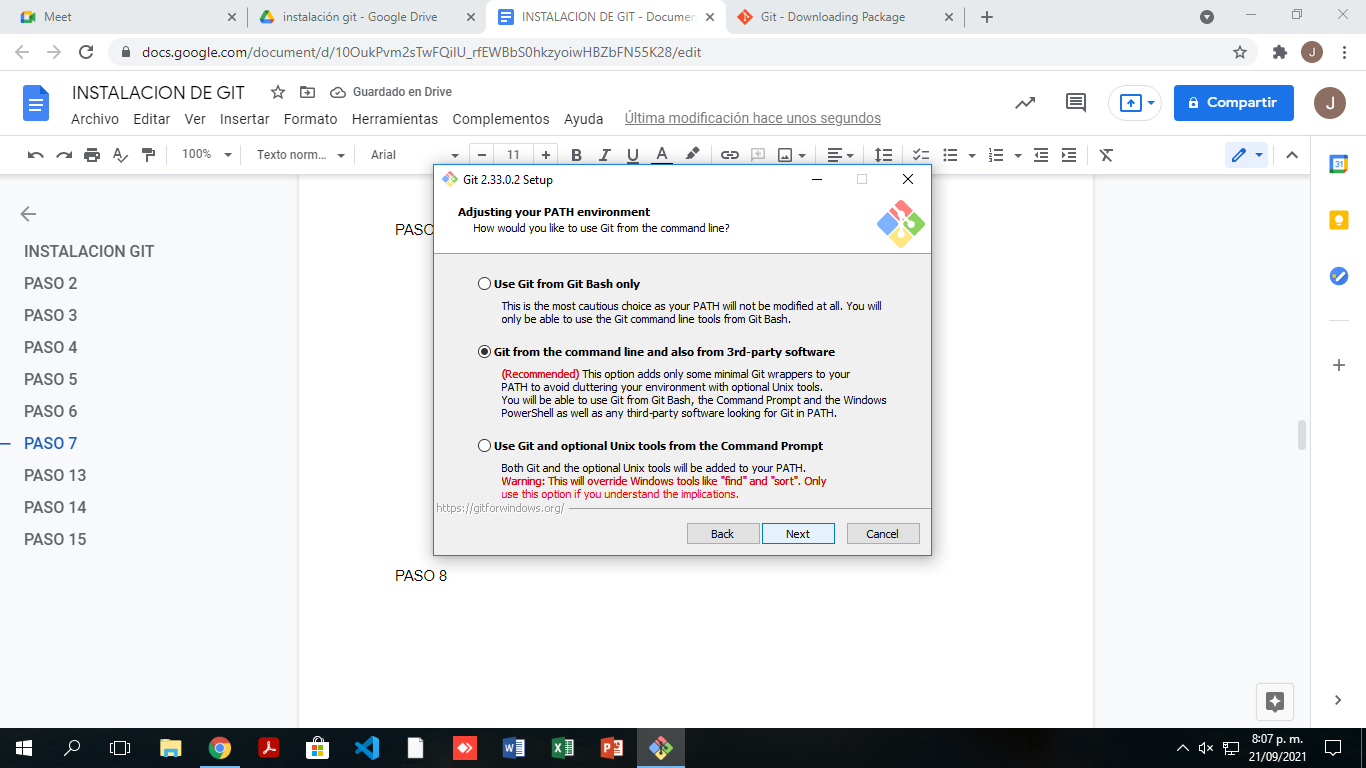 Meet
instalación git - Google Drive
INSTALACION DE GIT - Documen
Git - Downloading Package
docs.google.com/document/d/10OukPvm2sTwFQiIU_rfEWBbS0hkzyoiwHBZbFN55K28/edit
J
INSTALACION DE GIT
Guardado en Drive
Archivo Editar Ver Insertar Formato Herramientas Complementos Ayuda Última modificación hace unos segundos
Compartir
J
100% Texto norm... Arial 11 B I U A
31
INSTALACION GIT
PASO 2
PASO 3
PASO 4
PASO 5
PASO 6
PASO 7
PASO 13
PASO 14
PASO 15
PASO
Git 2.33.0.2 Setup
Adjusting your PATH environment
How would you like to use Git from the command line?
Use Git from Git Bash only
This is the most cautious choice as your PATH will not be modified at all. You will
only be able to use the Git command line tools from Git Bash.
Git from the command line and also from 3rd-party software
(Recommended) This option adds only some minimal Git wrappers to your
PATH to avoid cluttering your environment with optional Unix tools.
You will be able to use Git from Git Bash, the Command Prompt and the Windows
PowerShell as well as any third-party software looking for Git in PATH.
Use Git and optional Unix tools from the Command Prompt
Both Git and the optional Unix tools will be added to your PATH.
Warning: This will override Windows tools like "find" and "sort". Only
use this option if you understand the implications.
https://gitforwindows.org/
Back Next Cancel
PASO 8
8:07 p. m.
21/09/2021